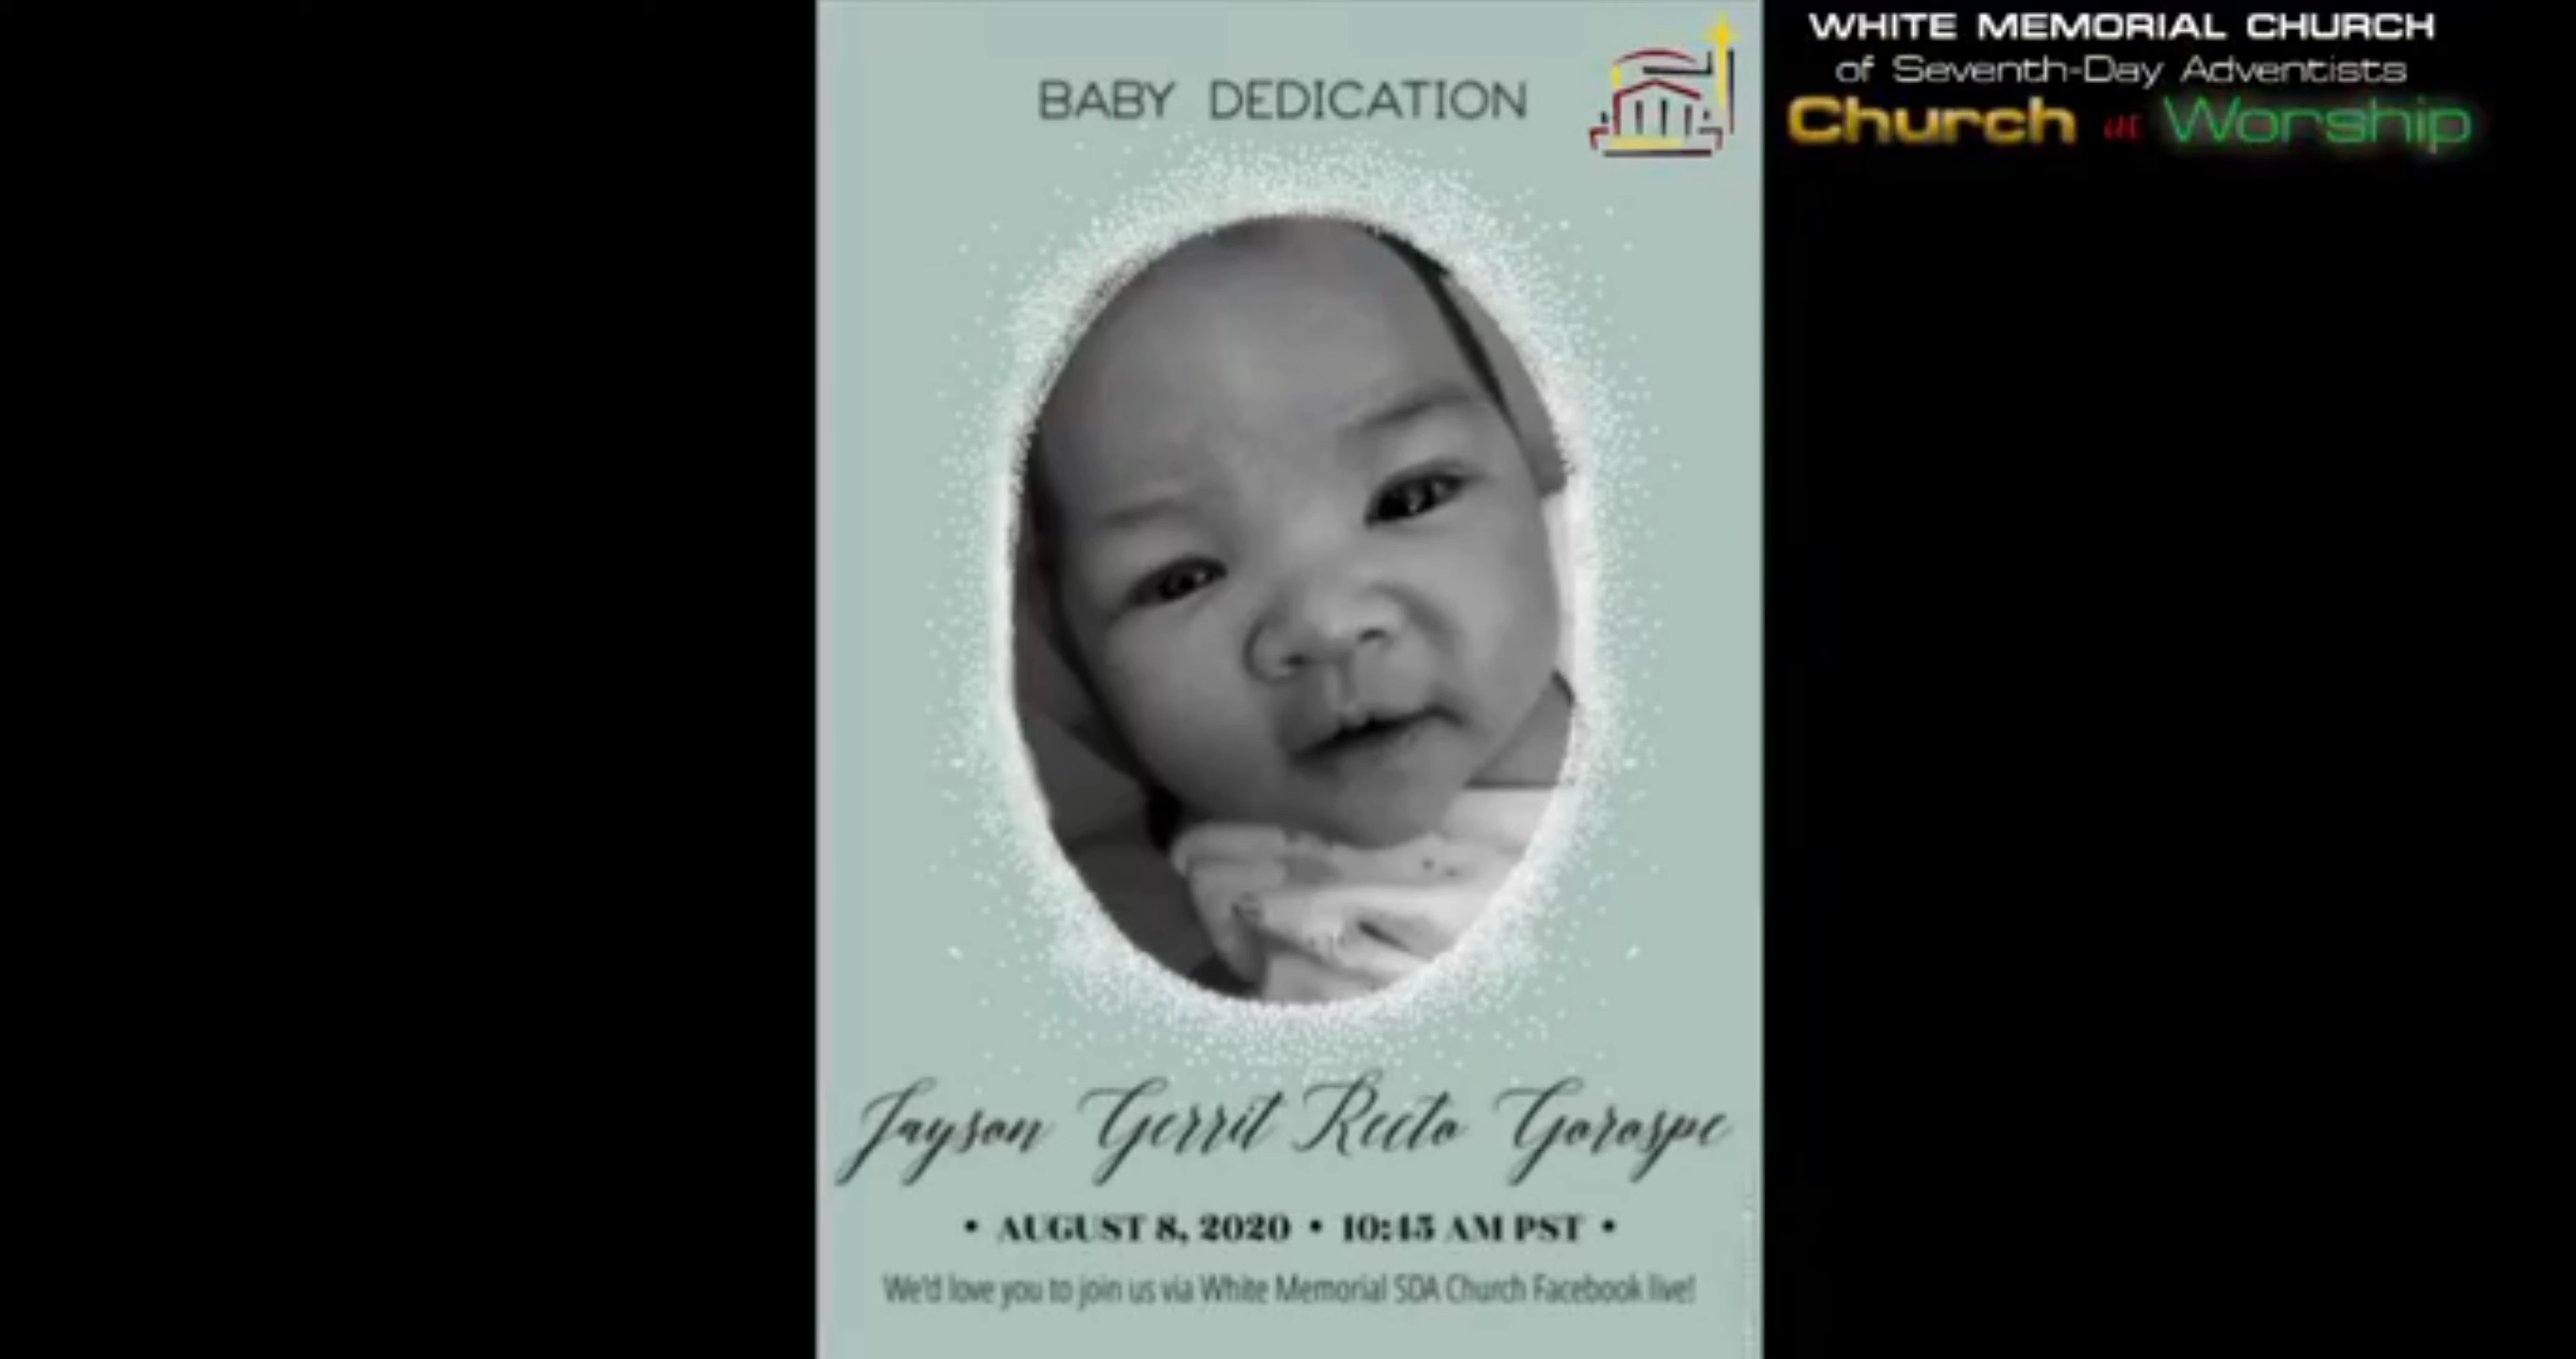 BABY DEDICATION
WHITE MEMORIAL CHURCH
of Seventh-Day Adventists
Church at Worship
Jayson Gerrit Recto Gorospe
• AUGUST 8, 2020 • 10:45 AM PST •
We'd love you to join us via White Memorial SDA Church Facebook live!